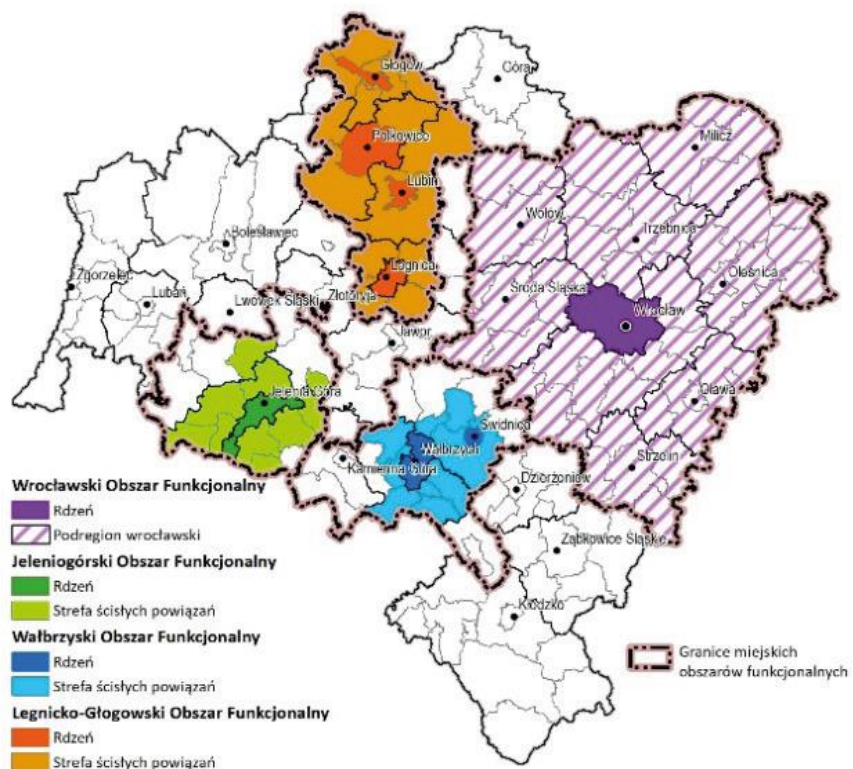 Głogów
Góra
Polkowice
Milicz
Lubin
Wołów
Trzebnica
Bolesławiec
Legnica
Oleśnica
Zgorzelec
Środa Śląska
Lubań
Lwówek Śląski
Złotoryja
Wrocław
Jawor
Jelenia Góra
Oława
Świdnica
Wałbrzych
Kamienna Góra
Strzelin
Dzierżoniów
Ząbkowice Śląskie
Kłodzko
Wrocławski Obszar Funkcjonalny
Rdzeń
Podregion wrocławski
Jeleniogórski Obszar Funkcjonalny
Rdzeń
Strefa ścisłych powiązań
Wałbrzyski Obszar Funkcjonalny
Rdzeń
Strefa ścisłych powiązań
Legnicko-Głogowski Obszar Funkcjonalny
Rdzeń
Strefa ścisłych powiązań
Granice miejskich
obszarów funkcjonalnych